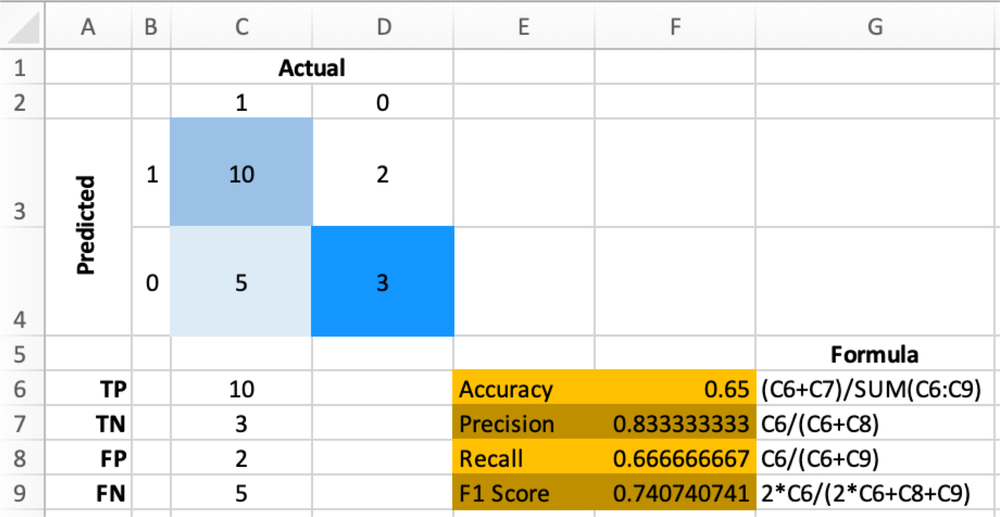 A B C D E F G
1 Actual
2 1 0
3 Predicted 1 10 2
4 0 5 3
5 Formula
6 TP 10 Accuracy 0.65 (C6+C7)/SUM(C6:C9)
7 TN 3 Precision 0.833333333 C6/(C6+C8)
8 FP 2 Recall 0.666666667 C6/(C6+C9)
9 FN 5 F1 Score 0.740740741 2*C6/(2*C6+C8+C9)